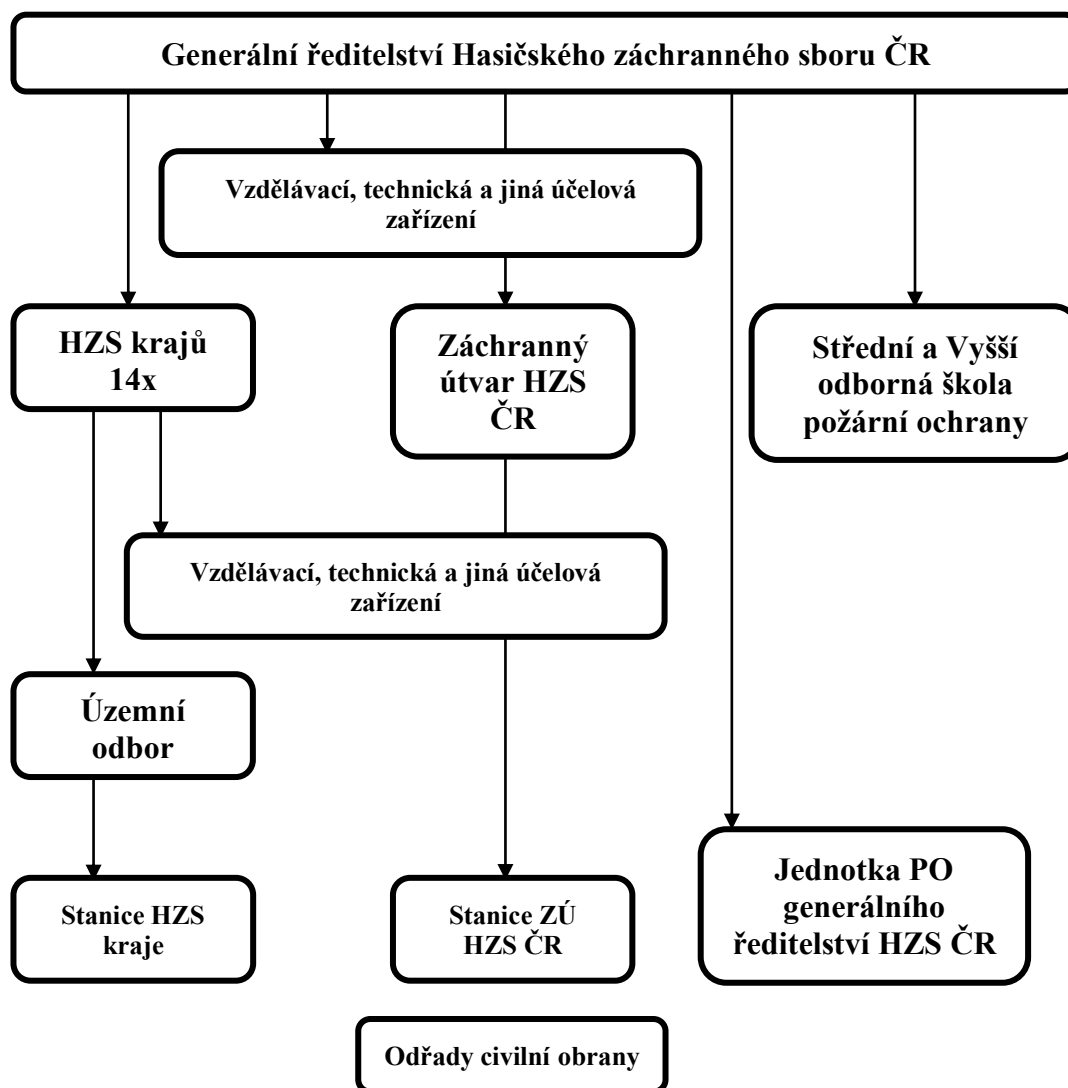 Generální ředitelství Hasičského záchranného sboru ČR
Vzdělávací, technická a jiná účelová
zařízení
HZS krajů
14x
Záchranný
útvar HZS
ČR
Střední a Vyšší
odborná škola
požární ochrany
Vzdělávací, technická a jiná účelová
zařízení
Územní
odbor
Stanice HZS
kraje
Stanice ZÚ
HZS ČR
Jednotka PO
generálního
ředitelství HZS ČR
Odřady civilní obrany